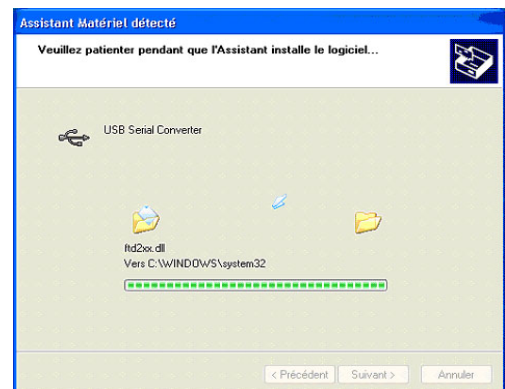 Assistant Matériel détecté
Veuillez patienter pendant que l'Assistant installe le logiciel...
USB Serial Converter
ftd2xx.dll
Vers C:\WINDOWS\system32
< Précédent
Suivant >
Annuler